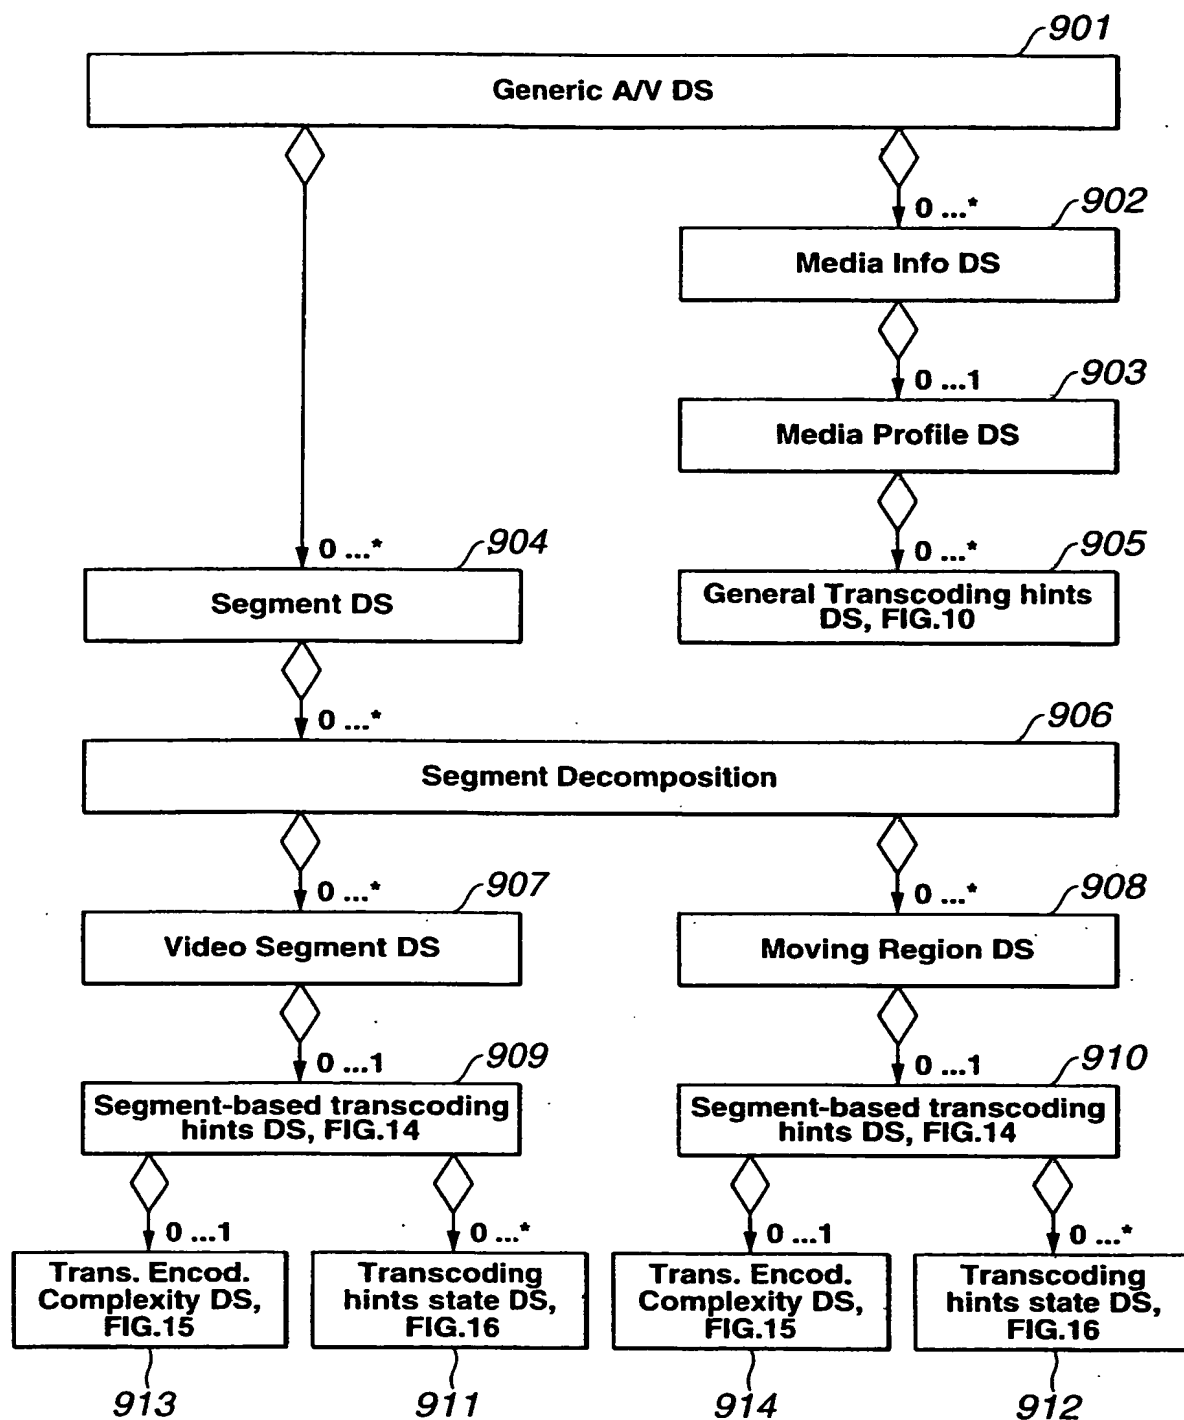 901
Generic A/V DS
0 ...*
902
Media Info DS
0 ...1
903
Media Profile DS
0 ...*
904
0 ...*
905
Segment DS
General Transcoding hints
DS, FIG.10
0 ...*
906
Segment Decomposition
0 ...*
907
0 ...*
908
Video Segment DS
Moving Region DS
0 ...1
909
0 ...1
910
Segment-based transcoding
hints DS, FIG.14
Segment-based transcoding
hints DS, FIG.14
0 ...1
0 ...*
0 ...1
0 ...*
Trans. Encod.
Complexity DS,
FIG.15
Transcoding
hints state DS,
FIG.16
Trans. Encod.
Complexity DS,
FIG.15
Transcoding
hints state DS,
FIG.16
913
911
914
912